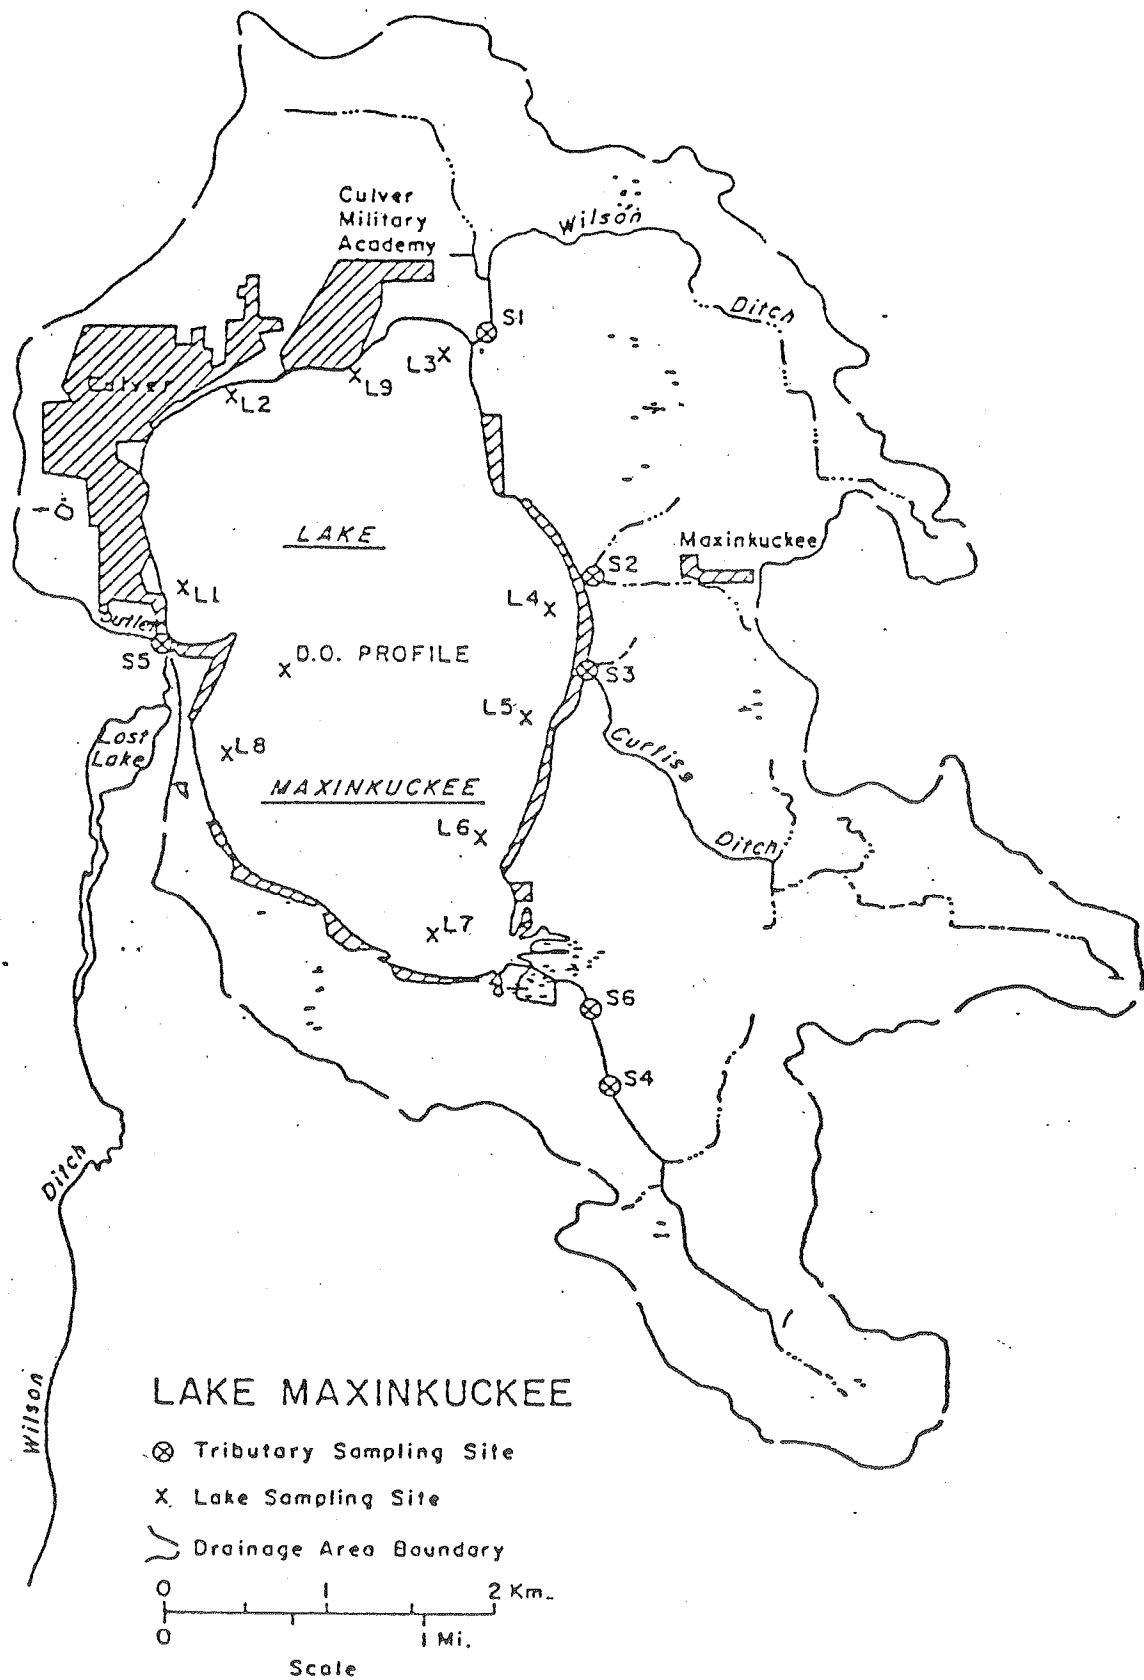 Culver
Military
Academy
Wilson
Ditch
S1
L3
L9
L2
Culver
LAKE
Maxinkuckee
S2
L1
L4
Outlet
S5
D.O. PROFILE
S3
L5
Lost
Lake
L8
Curtiss
Ditch
MAXINKUCKEE
L6
L7
S6
S4
Ditch
Wilson
LAKE MAXINKUCKEE
Tributary Sampling Site
Lake Sampling Site
Drainage Area Boundary
0 1 2 Km.
0 1 Mi.
Scale